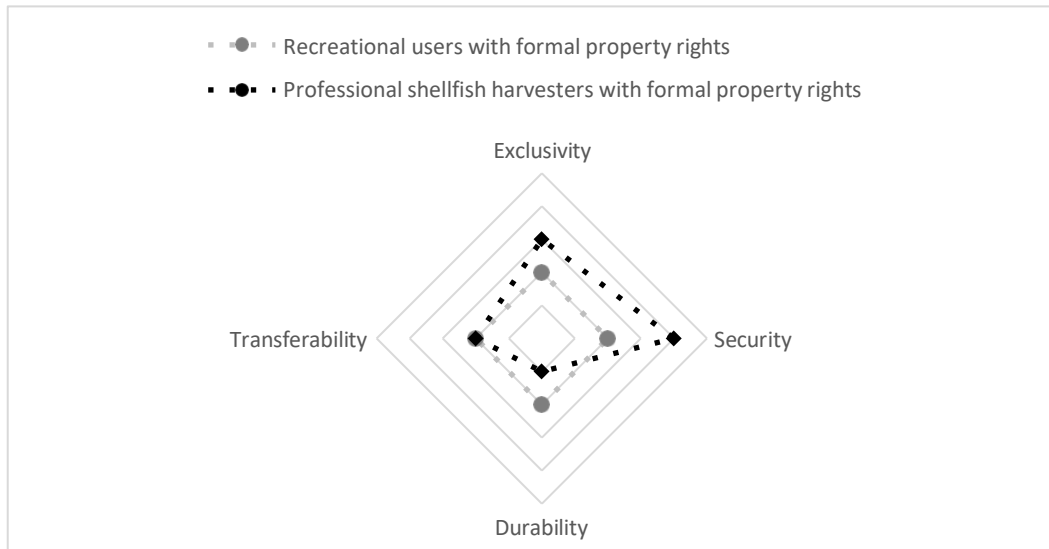 Recreational users with formal property rights
Professional shellfish harvesters with formal property rights
Exclusivity
Transferability
Security
Durability